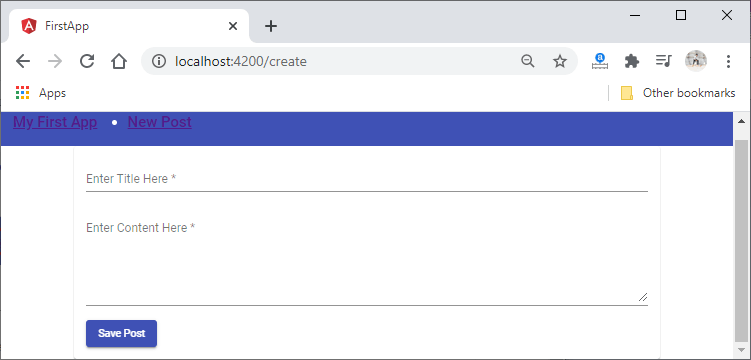 FirstApp
localhost:4200/create
Apps
Other bookmarks
My First App • New Post
Enter Title Here *
Enter Content Here *
Save Post